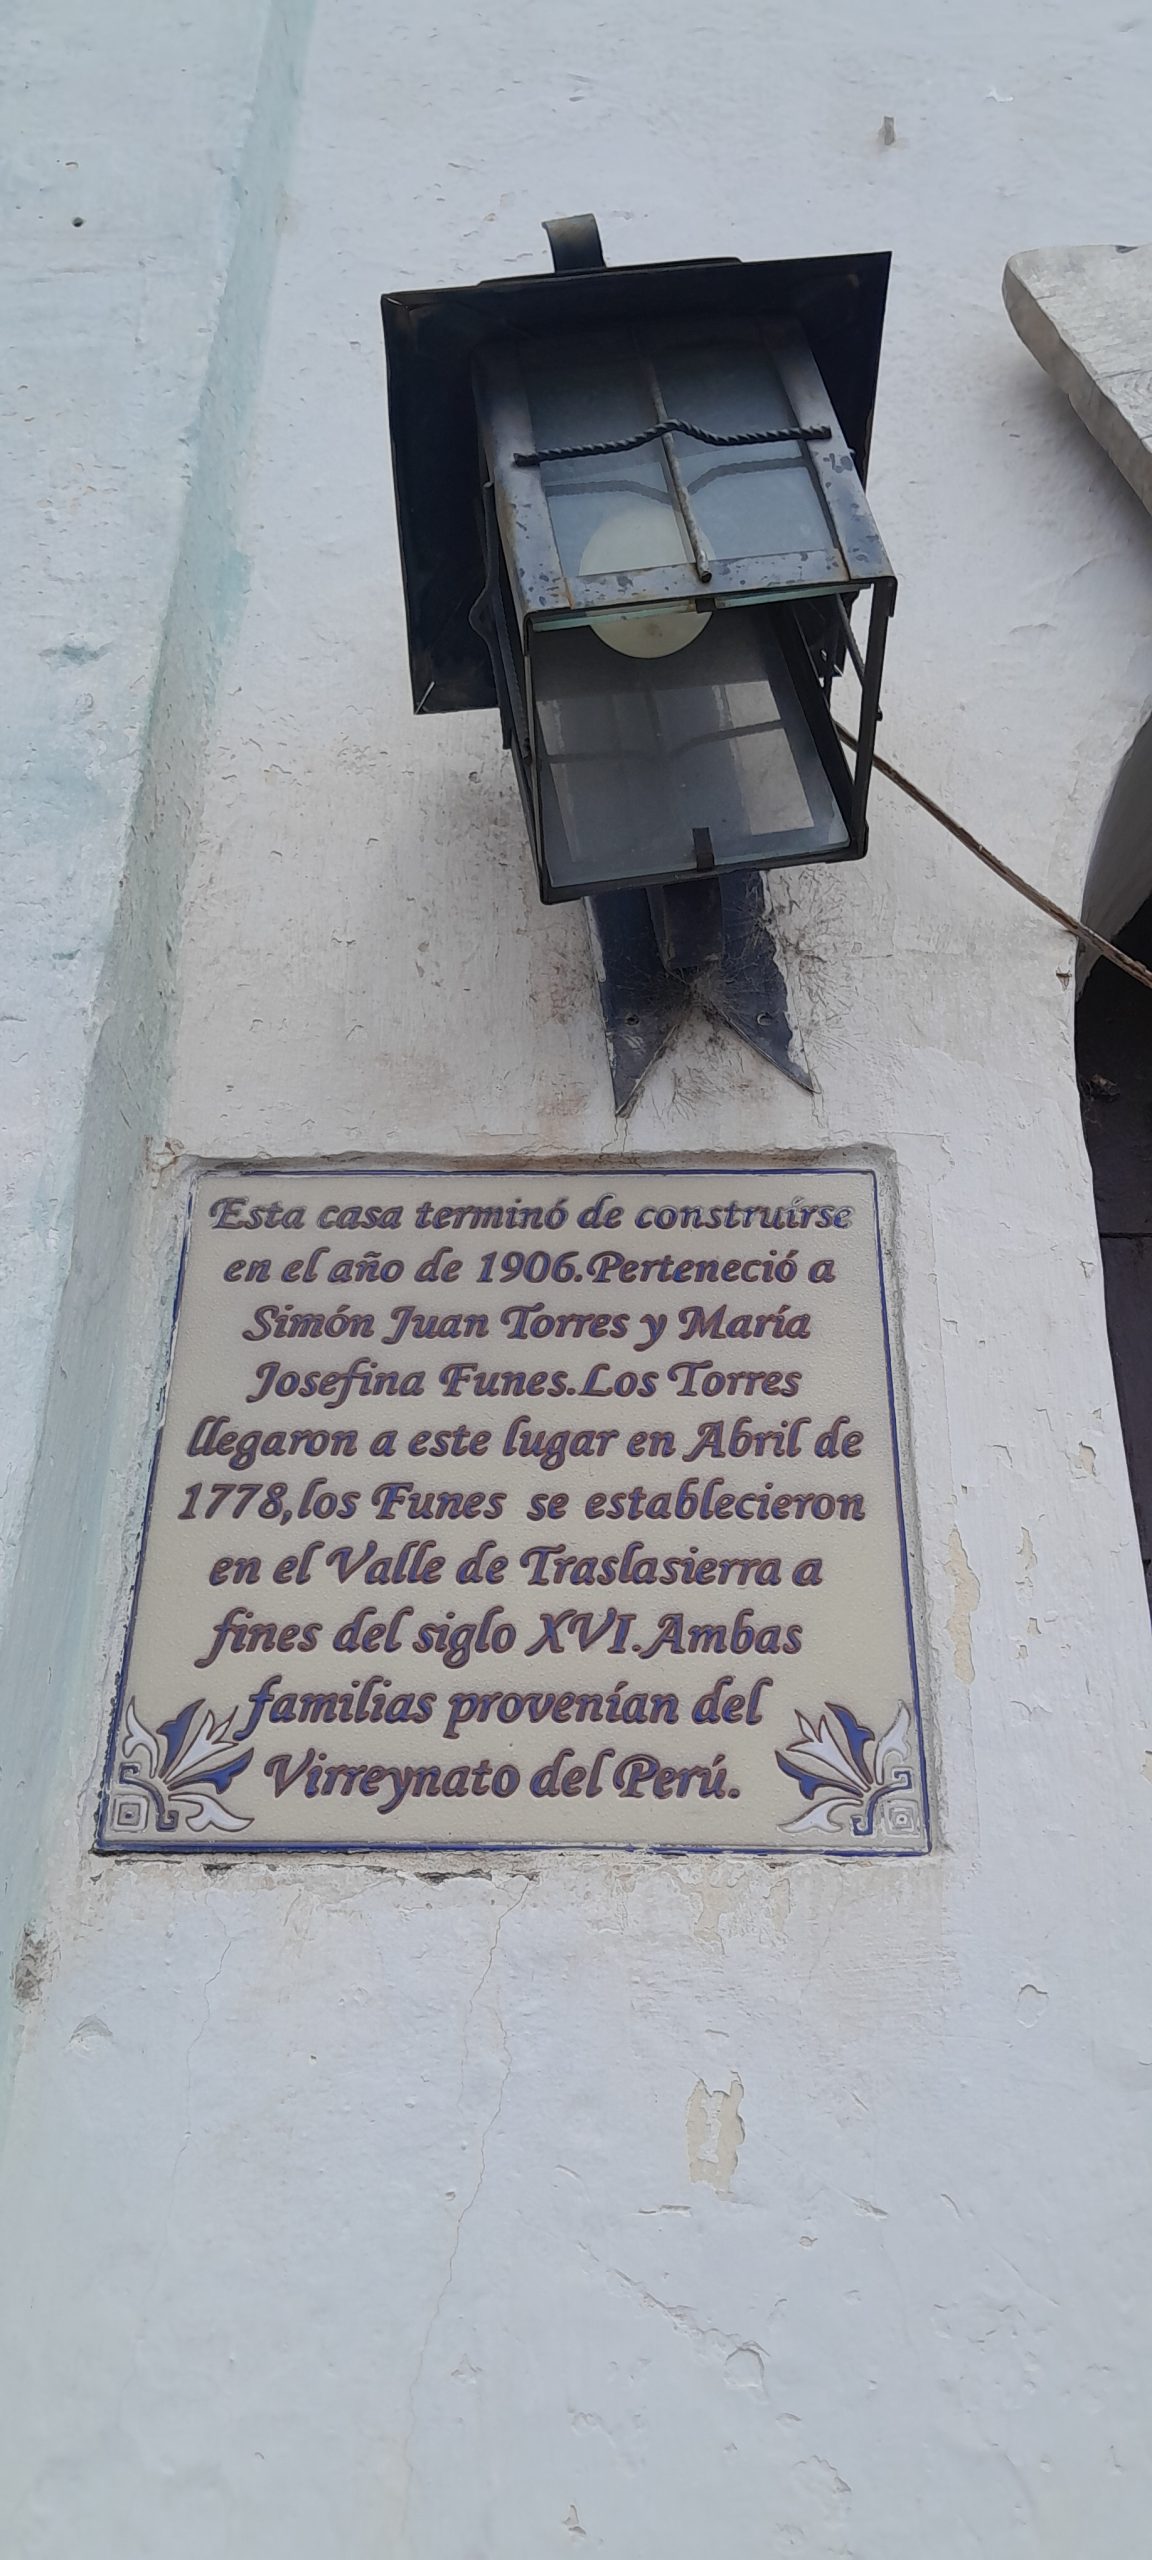 Esta casa terminó de construírse
en el año de 1906.Perteneció a
Simón Juan Torres y María
Josefina Funes.Los Torres
llegaron a este lugar en Abril de
1778,los Funes se establecieron
en el Valle de Traslasierra a
fines del siglo XVI.Ambas
familias provenían del
Virreynato del Perú.